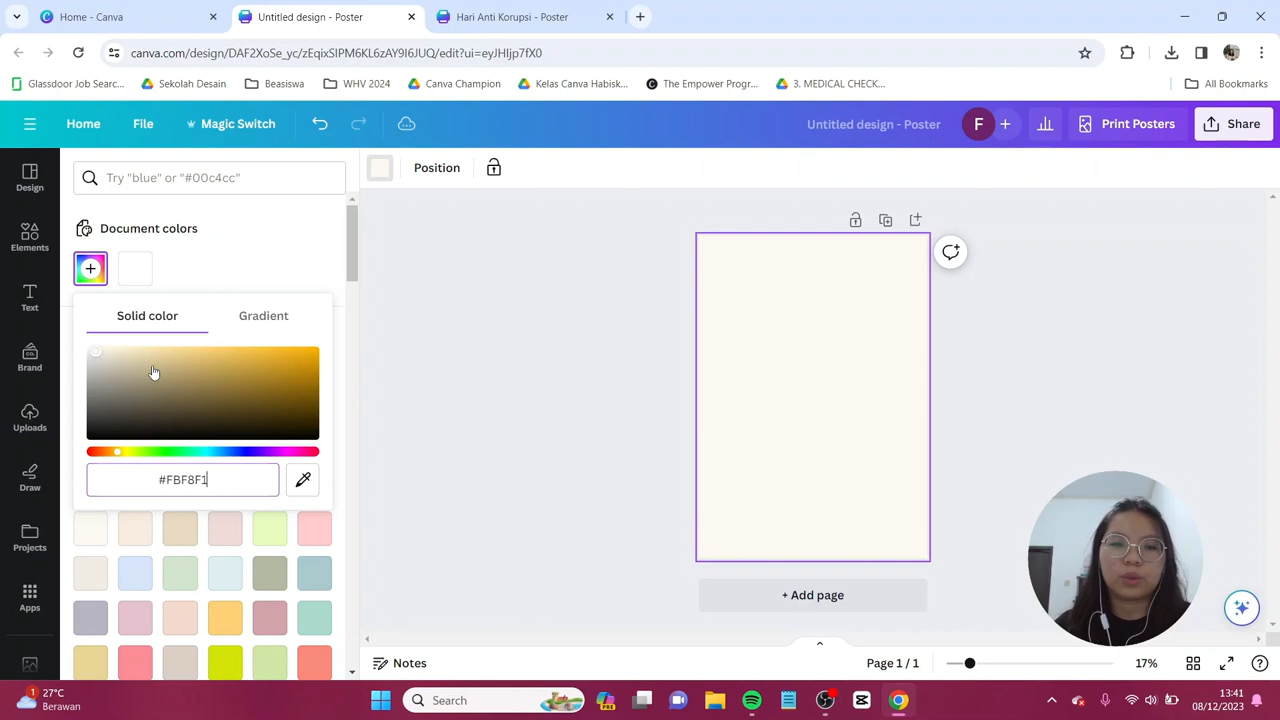 Home - Canva
Untitled design - Poster
Hari Anti Korupsi - Poster
canva.com/design/DAF2XoSe_yc/zEqixSIPM6KL6zAY9I6JUQ/edit?ui=eyJHIjp7fX0
Glassdoor Job Searc...
Sekolah Desain
Beasiswa
WHV 2024
Canva Champion
Kelas Canva Habisk...
The Empower Progr...
3. MEDICAL CHECK...
All Bookmarks
Home
File
Magic Switch
Untitled design - Poster
F
Print Posters
Share
Design
Elements
Text
Brand
CO.
Uploads
Draw
Projects
Apps
Try "blue" or "#00c4cc"
Document colors
Solid color
Gradient
#FBF8F1
Position
+ Add page
Notes
Page 1 / 1
17%
1
27°C
Berawan
Search
PRE
13:41
08/12/2023